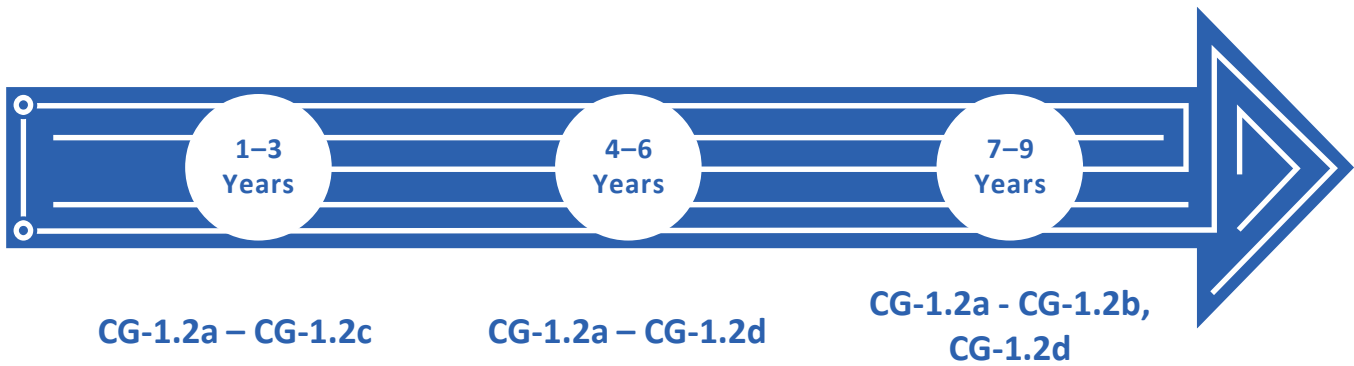 1–3
Years
4–6
Years
7–9
Years
CG-1.2a – CG-1.2c
CG-1.2a – CG-1.2d
CG-1.2a - CG-1.2b,
CG-1.2d